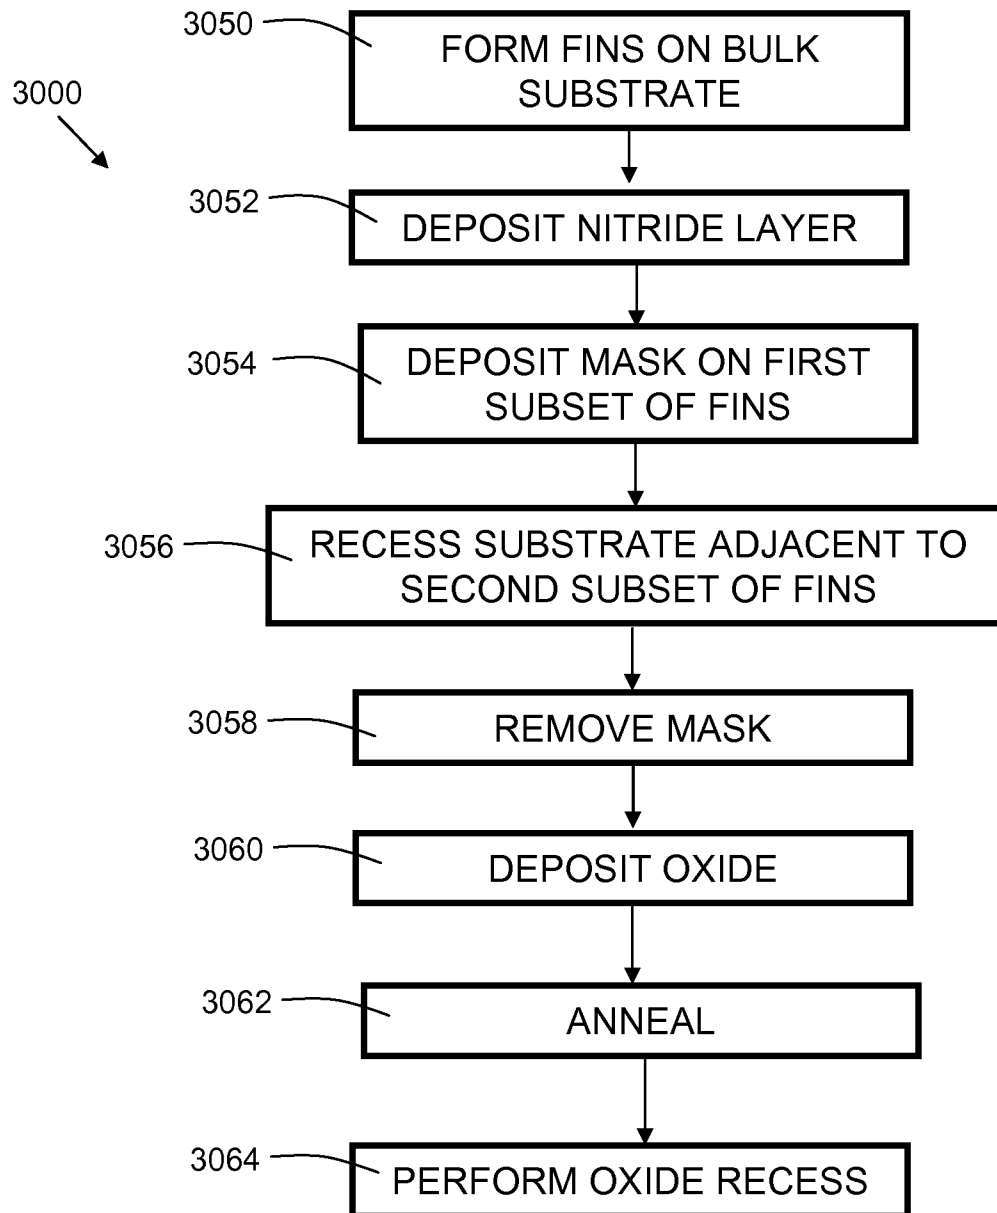 3050
FORM FINS ON BULK
SUBSTRATE
3000
3052
DEPOSIT NITRIDE LAYER
3054
DEPOSIT MASK ON FIRST
SUBSET OF FINS
3056
RECESS SUBSTRATE ADJACENT TO
SECOND SUBSET OF FINS
3058
REMOVE MASK
3060
DEPOSIT OXIDE
3062
ANNEAL
3064
PERFORM OXIDE RECESS